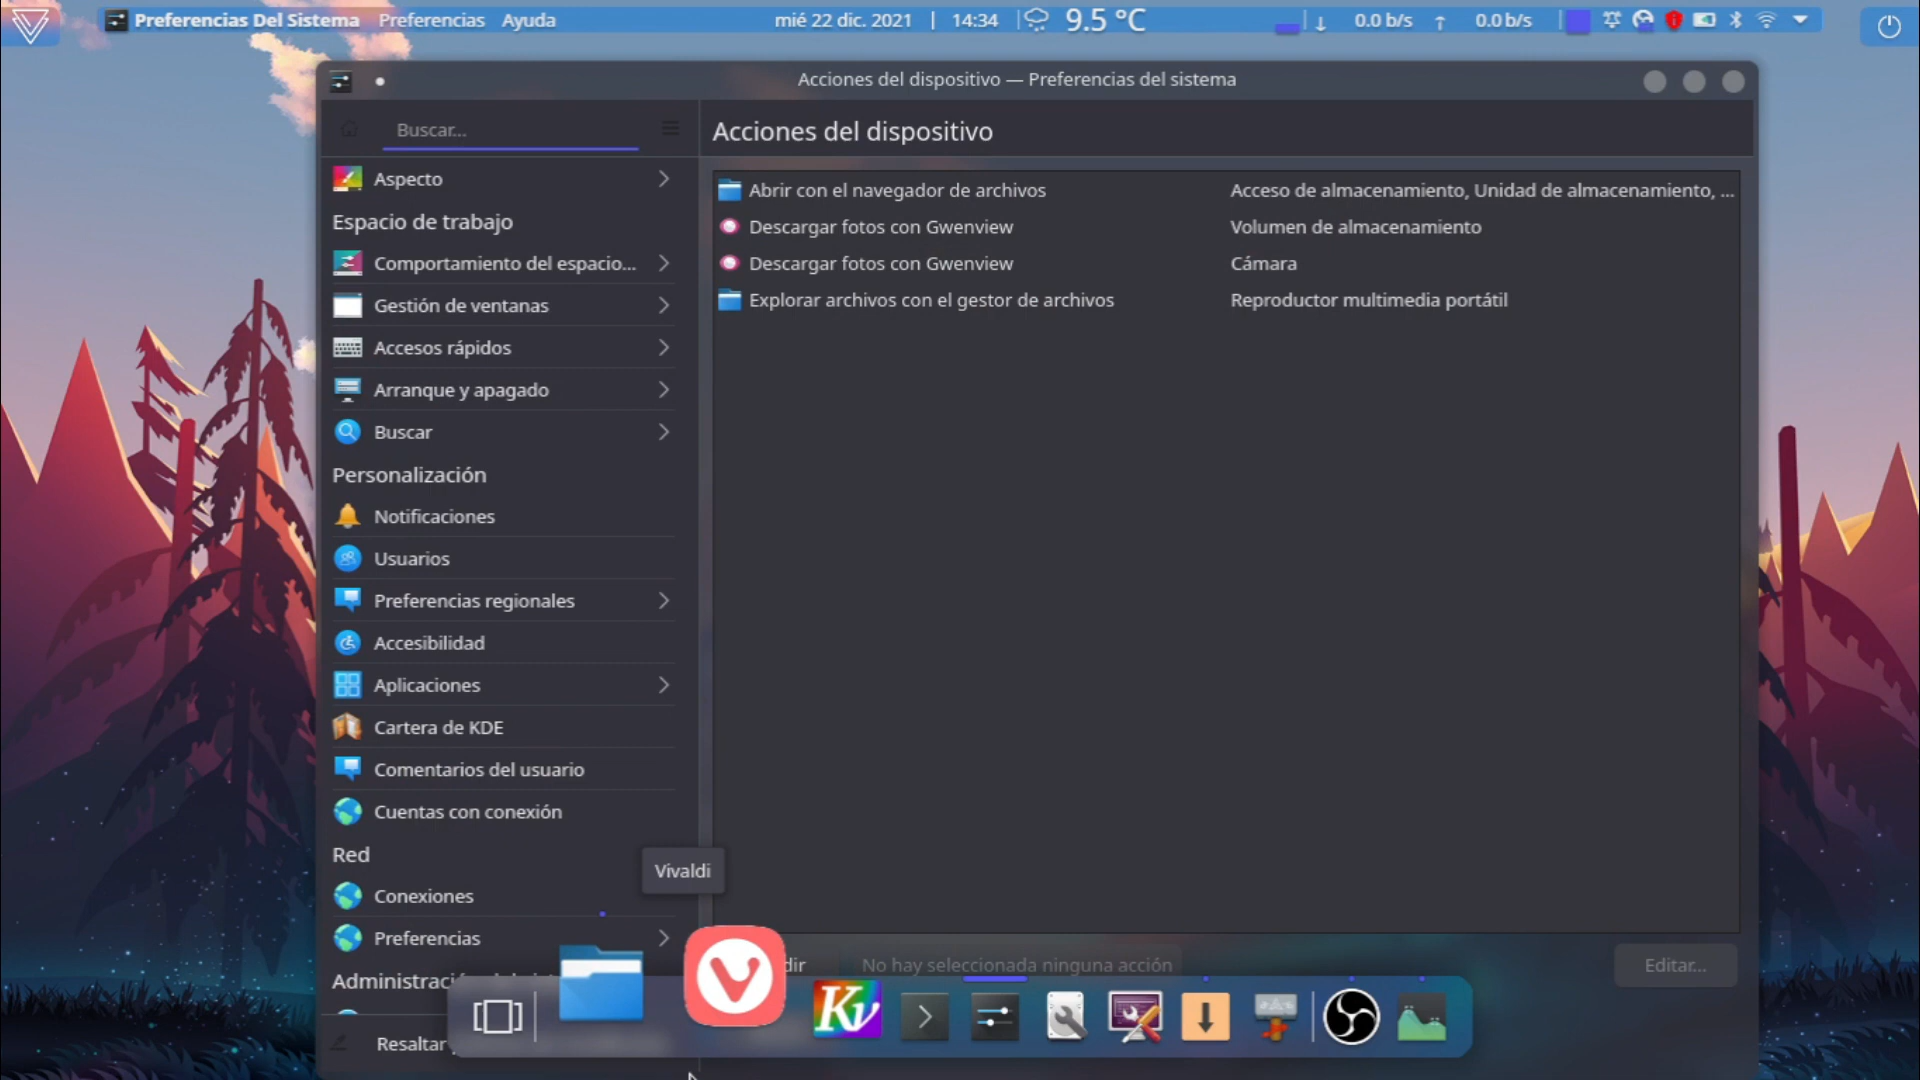 Preferencias Del Sistema Preferencias Ayuda
mié 22 dic. 2021 | 14:34 9.5 °C
↓ 0.0 b/s ↑ 0.0 b/s
Acciones del dispositivo — Preferencias del sistema
Buscar...
Acciones del dispositivo
Aspecto
Espacio de trabajo
Comportamiento del espacio...
Gestión de ventanas
Accesos rápidos
Arranque y apagado
Buscar
Personalización
Notificaciones
Usuarios
Preferencias regionales
Accesibilidad
Aplicaciones
Cartera de KDE
Comentarios del usuario
Cuentas con conexión
Red
Conexiones
Preferencias
Resaltar
Abrir con el navegador de archivos Acceso de almacenamiento, Unidad de almacenamiento, ...
Descargar fotos con Gwenview Volumen de almacenamiento
Descargar fotos con Gwenview Cámara
Explorar archivos con el gestor de archivos Reproductor multimedia portátil
No hay seleccionada ninguna acción
Editar...
Vivaldi
Kv